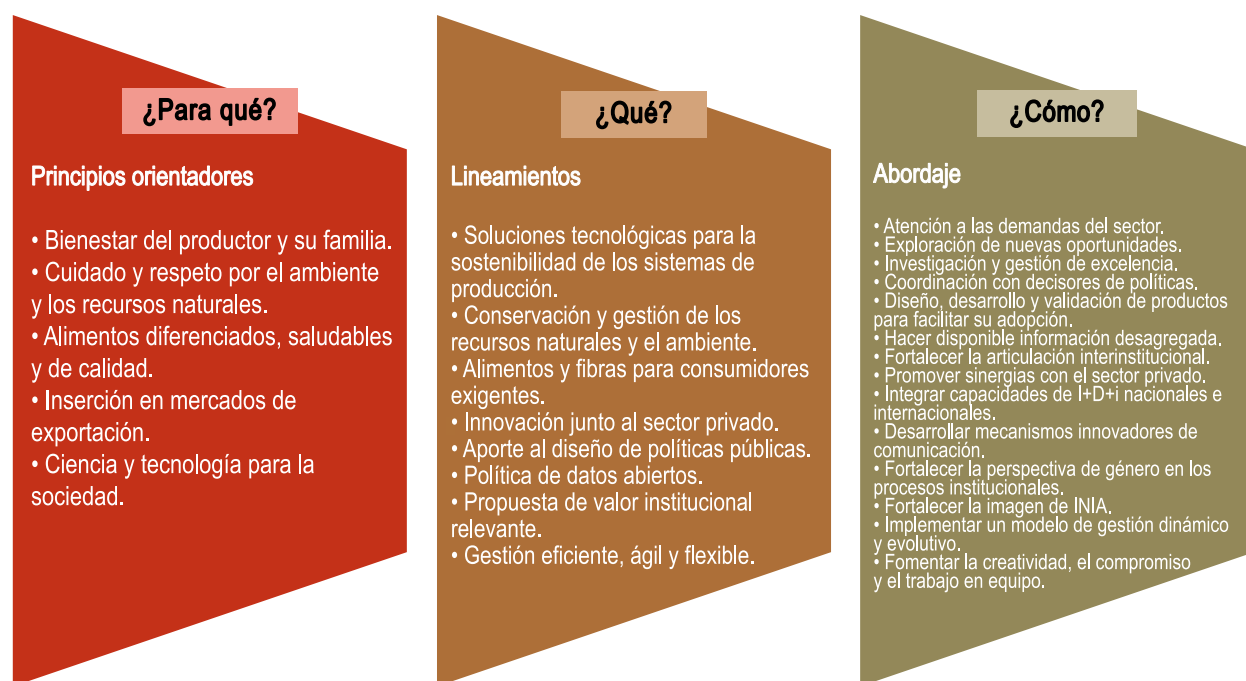 ¿Para qué?
Principios orientadores
• Bienestar del productor y su familia.
• Cuidado y respeto por el ambiente
y los recursos naturales.
• Alimentos diferenciados, saludables
y de calidad.
• Inserción en mercados de
exportación.
• Ciencia y tecnología para la
sociedad.
¿Qué?
Lineamientos
• Soluciones tecnológicas para la
sostenibilidad de los sistemas de
producción.
• Conservación y gestión de los
recursos naturales y el ambiente.
• Alimentos y fibras para consumidores
exigentes.
• Innovación junto al sector privado.
• Aporte al diseño de políticas públicas.
• Política de datos abiertos.
• Propuesta de valor institucional
relevante.
• Gestión eficiente, ágil y flexible.
¿Cómo?
Abordaje
• Atención a las demandas del sector.
• Exploración de nuevas oportunidades.
• Investigación y gestión de excelencia.
• Coordinación con decisores de políticas.
• Diseño, desarrollo y validación de productos
para facilitar su adopción.
• Hacer disponible información desagregada.
• Fortalecer la articulación interinstitucional.
• Promover sinergias con el sector privado.
• Integrar capacidades de I+D+i nacionales e
internacionales.
• Desarrollar mecanismos innovadores de
comunicación.
• Fortalecer la perspectiva de género en los
procesos institucionales.
• Fortalecer la imagen de INIA.
• Implementar un modelo de gestión dinámico
y evolutivo.
• Fomentar la creatividad, el compromiso
y el trabajo en equipo.